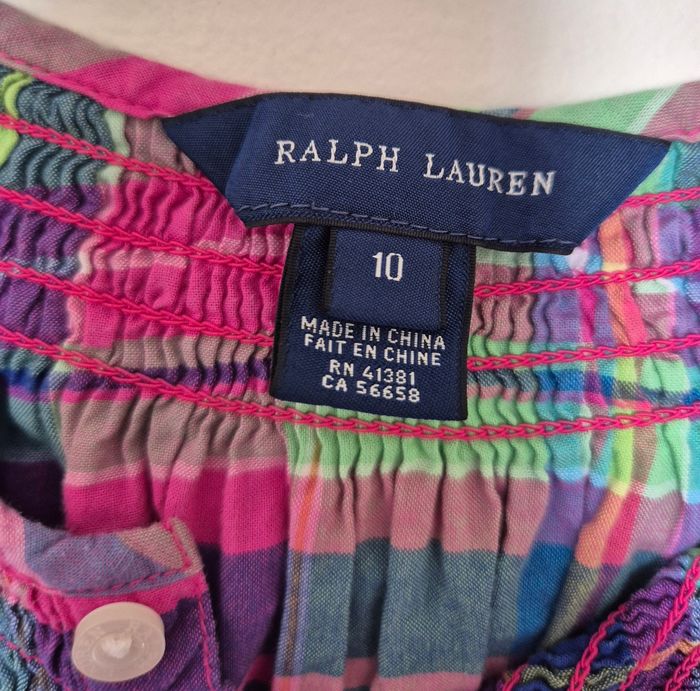 RALPH LAUREN
10
MADE IN CHINA
FAIT EN CHINE
RN 41381
CA 56658